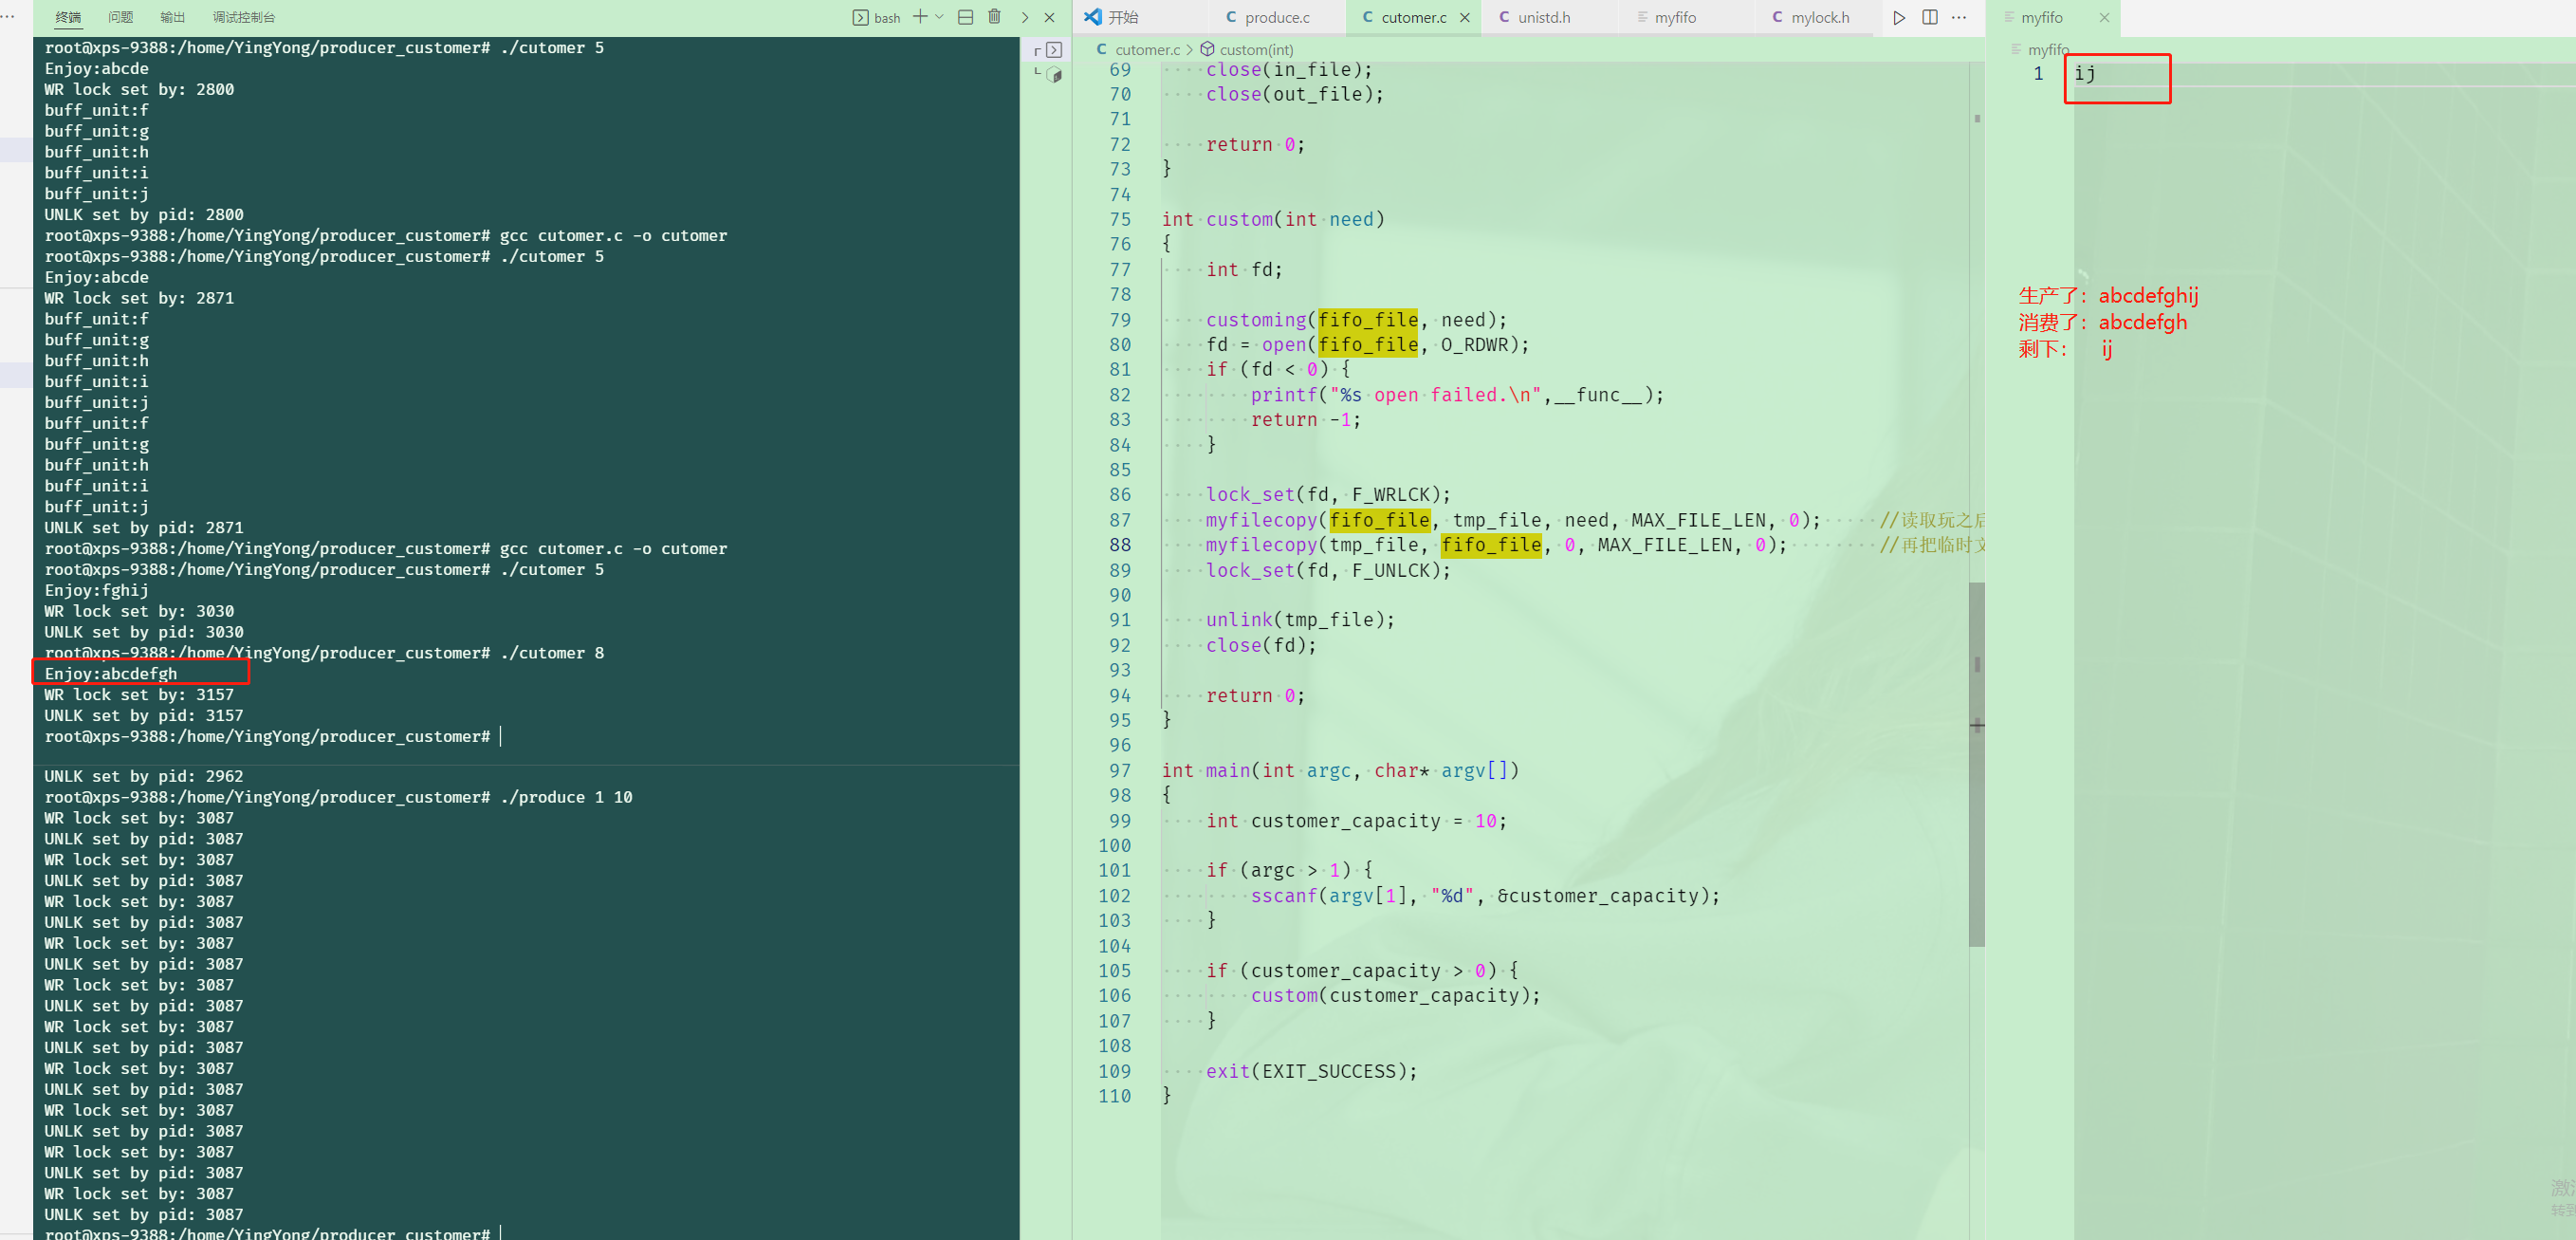 终端 问题 输出 调试控制台 bash
root@xps-9388:/home/YingYong/producer_customer# ./cutomer 5
Enjoy:abcde
WR lock set by: 2800
buff_unit:f
buff_unit:g
buff_unit:h
buff_unit:i
buff_unit:j
UNLK set by pid: 2800
root@xps-9388:/home/YingYong/producer_customer# gcc cutomer.c -o cutomer
root@xps-9388:/home/YingYong/producer_customer# ./cutomer 5
Enjoy:abcde
WR lock set by: 2871
buff_unit:f
buff_unit:g
buff_unit:h
buff_unit:i
buff_unit:j
buff_unit:f
buff_unit:g
buff_unit:h
buff_unit:i
buff_unit:j
UNLK set by pid: 2871
root@xps-9388:/home/YingYong/producer_customer# gcc cutomer.c -o cutomer
root@xps-9388:/home/YingYong/producer_customer# ./cutomer 5
Enjoy:fghij
WR lock set by: 3030
UNLK set by pid: 3030
root@xps-9388:/home/YingYong/producer_customer# ./cutomer 8
Enjoy:abcdefgh
WR lock set by: 3157
UNLK set by pid: 3157
root@xps-9388:/home/YingYong/producer_customer#
UNLK set by pid: 2962
root@xps-9388:/home/YingYong/producer_customer# ./produce 1 10
WR lock set by: 3087
UNLK set by pid: 3087
WR lock set by: 3087
UNLK set by pid: 3087
WR lock set by: 3087
UNLK set by pid: 3087
WR lock set by: 3087
UNLK set by pid: 3087
WR lock set by: 3087
UNLK set by pid: 3087
WR lock set by: 3087
UNLK set by pid: 3087
WR lock set by: 3087
UNLK set by pid: 3087
WR lock set by: 3087
UNLK set by pid: 3087
WR lock set by: 3087
UNLK set by pid: 3087
WR lock set by: 3087
UNLK set by pid: 3087
root@xps-9388:/home/YingYong/producer_customer#
开始 C produce.c C cutomer.c C unistd.h myfifo C mylock.h
C cutomer.c > custom(int)
69 close(in_file);
70 close(out_file);
71
72 return 0;
73 }
74
75 int custom(int need)
76 {
77 int fd;
78
79 customing(fifo_file, need);
80 fd = open(fifo_file, O_RDWR);
81 if (fd < 0) {
82 printf("%s open failed.\n",__func__);
83 return -1;
84 }
85
86 lock_set(fd, F_WRLCK);
87 myfilecopy(fifo_file, tmp_file, need, MAX_FILE_LEN, 0); //读取玩之后
88 myfilecopy(tmp_file, fifo_file, 0, MAX_FILE_LEN, 0); //再把临时文
89 lock_set(fd, F_UNLCK);
90
91 unlink(tmp_file);
92 close(fd);
93
94 return 0;
95 }
96
97 int main(int argc, char* argv[])
98 {
99 int customer_capacity = 10;
100
101 if (argc > 1) {
102 sscanf(argv[1], "%d", &customer_capacity);
103 }
104
105 if (customer_capacity > 0) {
106 custom(customer_capacity);
107 }
108
109 exit(EXIT_SUCCESS);
110 }
myfifo
myfifo
1 ij
生产了：abcdefghij
消费了：abcdefgh
剩下： ij
激
转到